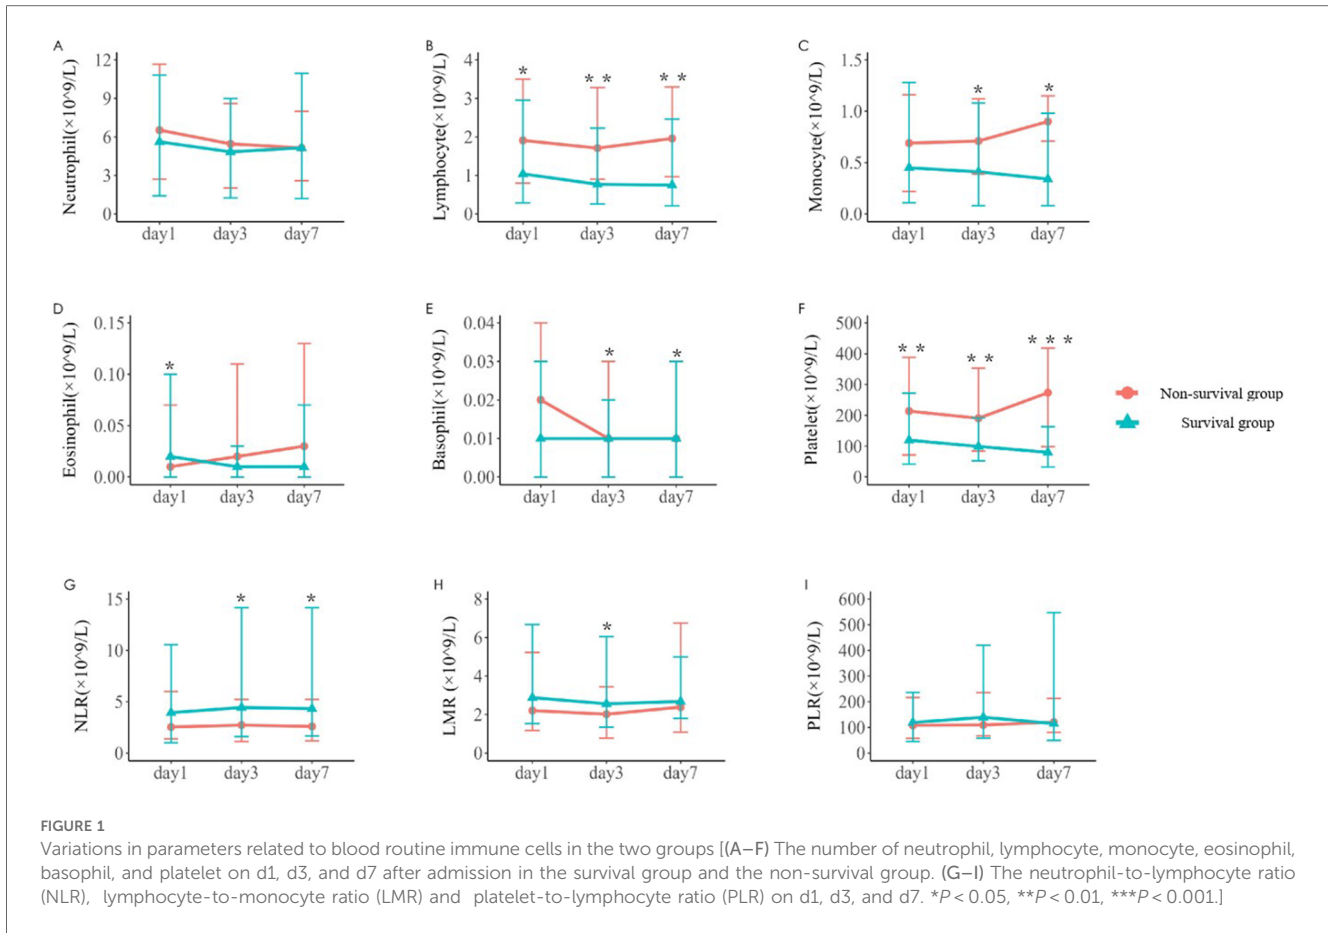 A
Neutrophil(×10^9/L)
12
9
6
3
0
day1 day3 day7
B
Lymphocyte(×10^9/L)
4
3
2
1
0
* ** **
day1 day3 day7
C
Monocyte(×10^9/L)
1.5
1.0
0.5
0.0
* *
day1 day3 day7
D
Eosinophil(×10^9/L)
0.15
0.10
0.05
0.00
*
day1 day3 day7
E
Basophil(×10^9/L)
0.04
0.03
0.02
0.01
0.00
* *
day1 day3 day7
F
Platelet(×10^9/L)
500
400
300
200
100
0
** ** ***
day1 day3 day7
Non-survival group
Survival group
G
NLR(×10^9/L)
15
10
5
0
* *
day1 day3 day7
H
LMR (×10^9/L)
8
6
4
2
0
*
day1 day3 day7
I
PLR(×10^9/L)
600
500
400
300
200
100
0
day1 day3 day7
FIGURE 1
Variations in parameters related to blood routine immune cells in the two groups [(A–F) The number of neutrophil, lymphocyte, monocyte, eosinophil,
basophil, and platelet on d1, d3, and d7 after admission in the survival group and the non-survival group. (G–I) The neutrophil-to-lymphocyte ratio
(NLR), lymphocyte-to-monocyte ratio (LMR) and platelet-to-lymphocyte ratio (PLR) on d1, d3, and d7. *P < 0.05, **P < 0.01, ***P < 0.001.]